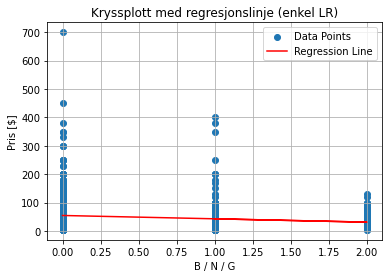 Kryssplott med regresjonslinje (enkel LR)
Data Points
Regression Line
Pris [$]
700
600
500
400
300
200
100
0
0.00 0.25 0.50 0.75 1.00 1.25 1.50 1.75 2.00
B / N / G